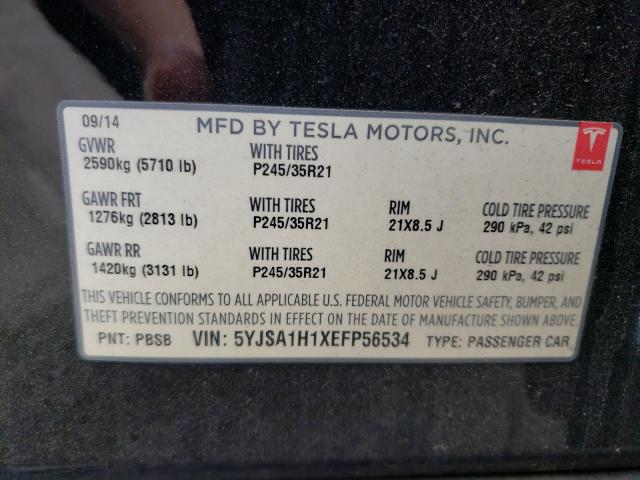 09/14 MFD BY TESLA MOTORS, INC.
TESLA
GVWR WITH TIRES
2590kg (5710 lb) P245/35R21
GAWR FRT WITH TIRES RIM COLD TIRE PRESSURE
1276kg (2813 lb) P245/35R21 21X8.5 J 290 kPa, 42 psi
GAWR RR WITH TIRES RIM COLD TIRE PRESSURE
1420kg (3131 lb) P245/35R21 21X8.5 J 290 kPa, 42 psi
THIS VEHICLE CONFORMS TO ALL APPLICABLE U.S. FEDERAL MOTOR VEHICLE SAFETY, BUMPER, AND
THEFT PREVENTION STANDARDS IN EFFECT ON THE DATE OF MANUFACTURE SHOWN ABOVE.
PNT: PBSB VIN: 5YJSA1H1XEFP56534 TYPE: PASSENGER CAR